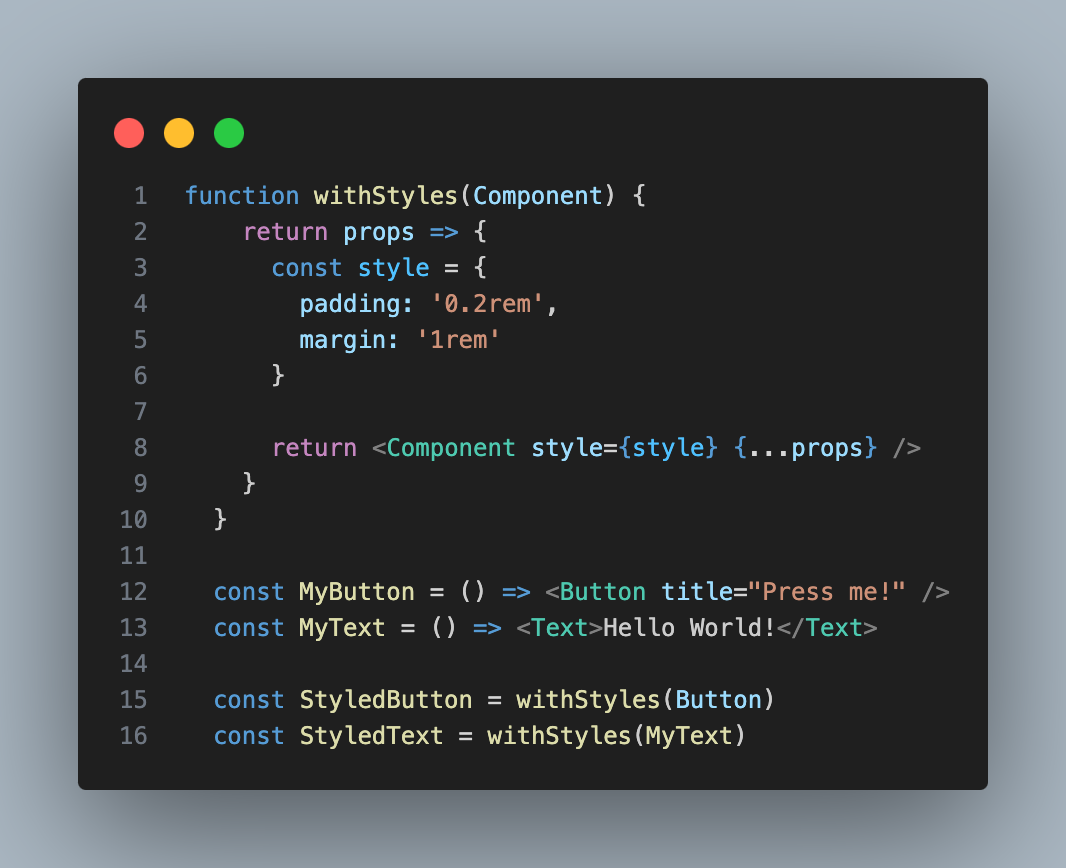 1 function withStyles(Component) {
2 return props => {
3 const style = {
4 padding: '0.2rem',
5 margin: '1rem'
6 }
7
8 return <Component style={style} {...props} />
9 }
10 }
11
12 const MyButton = () => <Button title="Press me!" />
13 const MyText = () => <Text>Hello World!</Text>
14
15 const StyledButton = withStyles(Button)
16 const StyledText = withStyles(MyText)